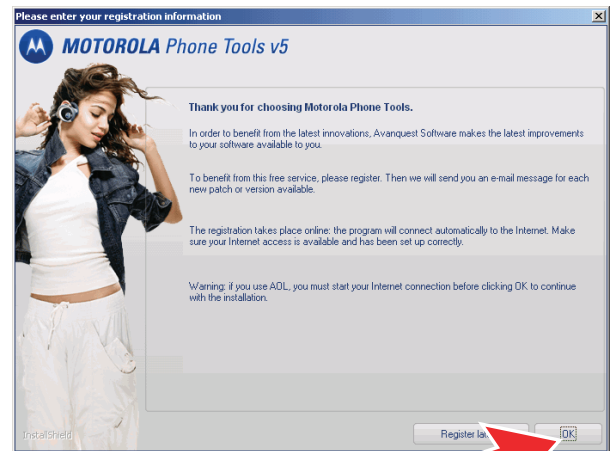 Please enter your registration information
MOTOROLA Phone Tools v5
Thank you for choosing Motorola Phone Tools.
In order to benefit from the latest innovations, Avanquest Software makes the latest improvements
to your software available to you.
To benefit from this free service, please register. Then we will send you an e-mail message for each
new patch or version available.
The registration takes place online: the program will connect automatically to the Internet. Make
sure your Internet access is available and has been set up correctly.
Warning: if you use AOL, you must start your Internet connection before clicking OK to continue
with the installation.
InstallShield
Register
OK